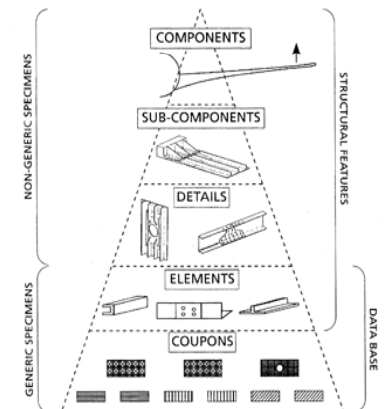 COMPONENTS
NON-GENERIC SPECIMENS
STRUCTURAL FEATURES
SUB-COMPONENTS
DETAILS
ELEMENTS
GENERIC SPECIMENS
DATA BASE
COUPONS